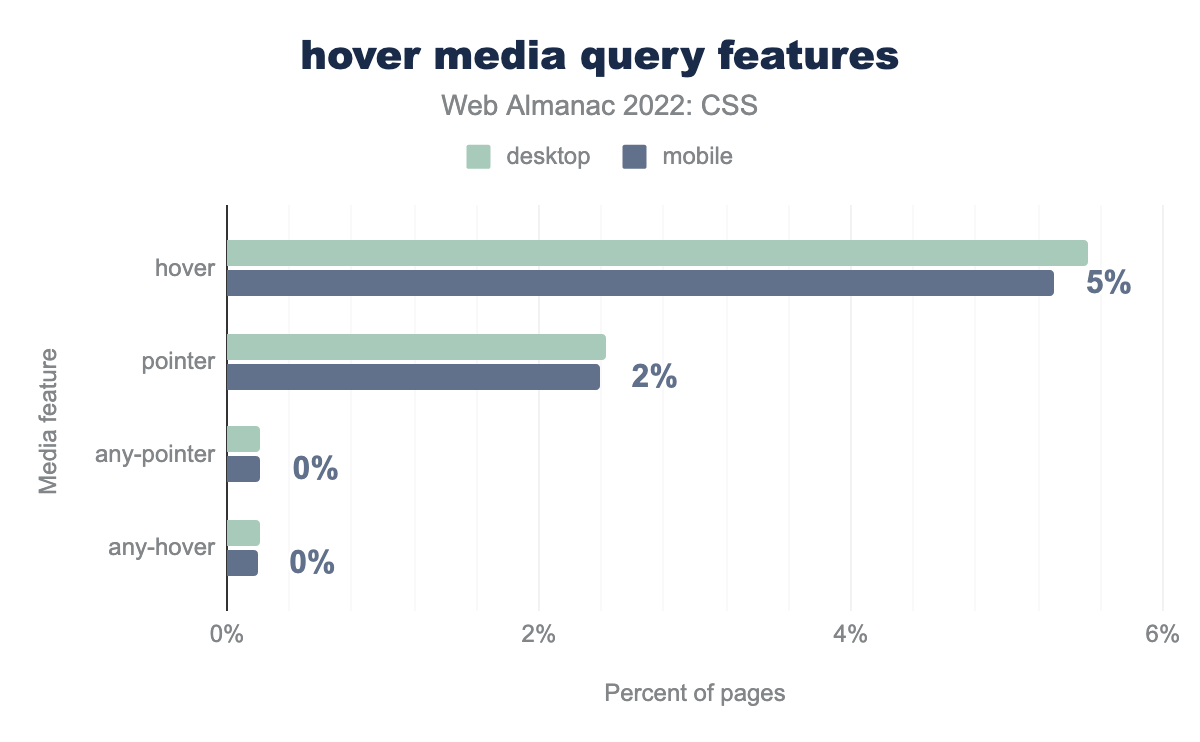 hover media query features
Web Almanac 2022: CSS
desktop
mobile
hover
5%
pointer
2%
Media feature
any-pointer
0%
any-hover
0%
0%
2%
4%
6%
Percent of pages